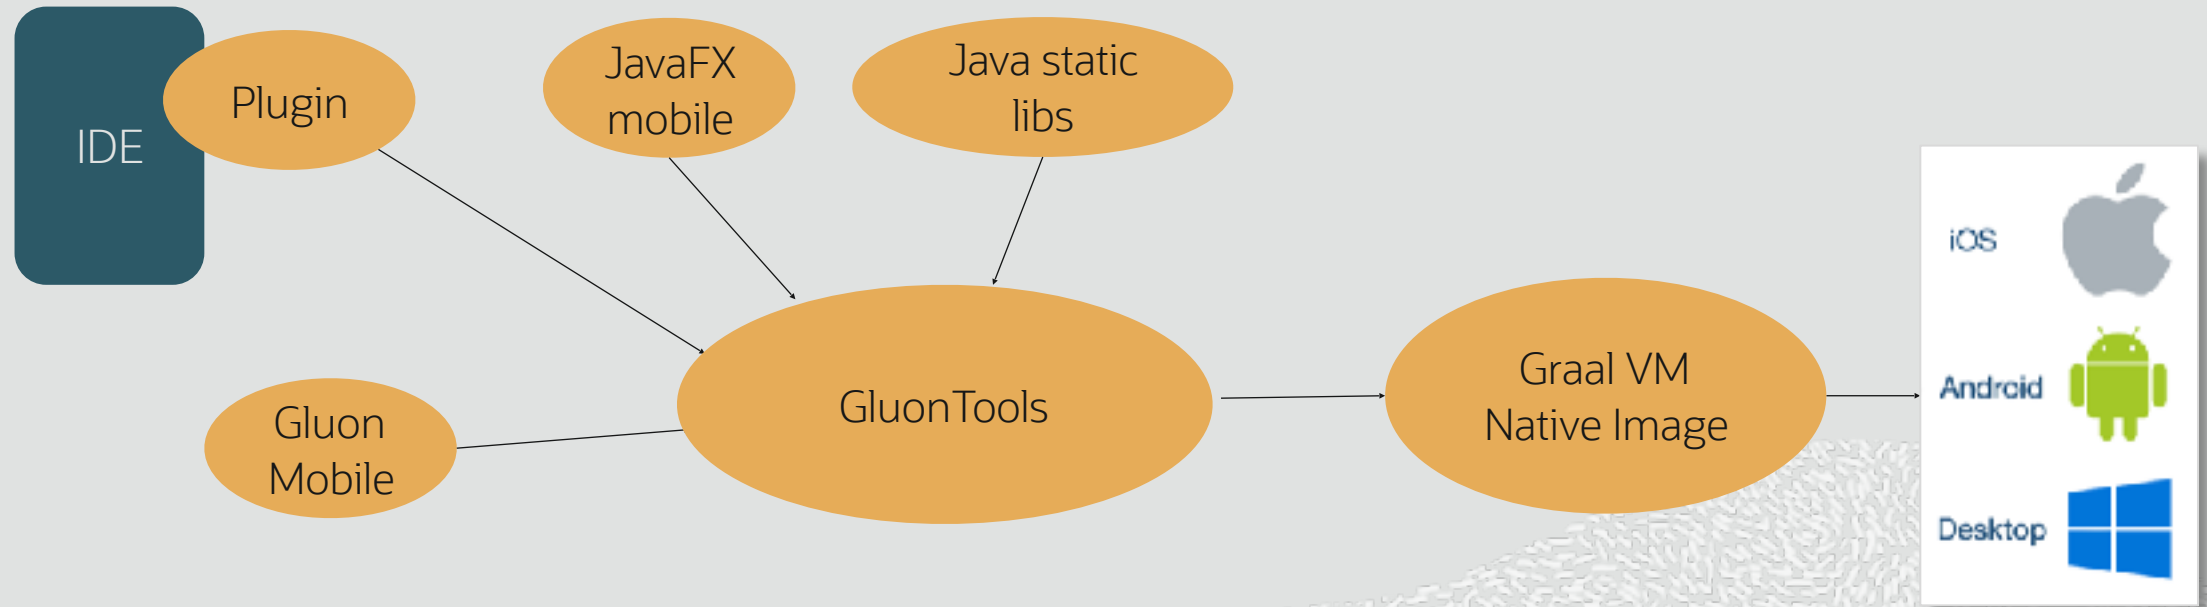 IDE
Plugin
JavaFX
mobile
Java static
libs
Gluon
Mobile
GluonTools
Graal VM
Native Image
iOS
Android
Desktop